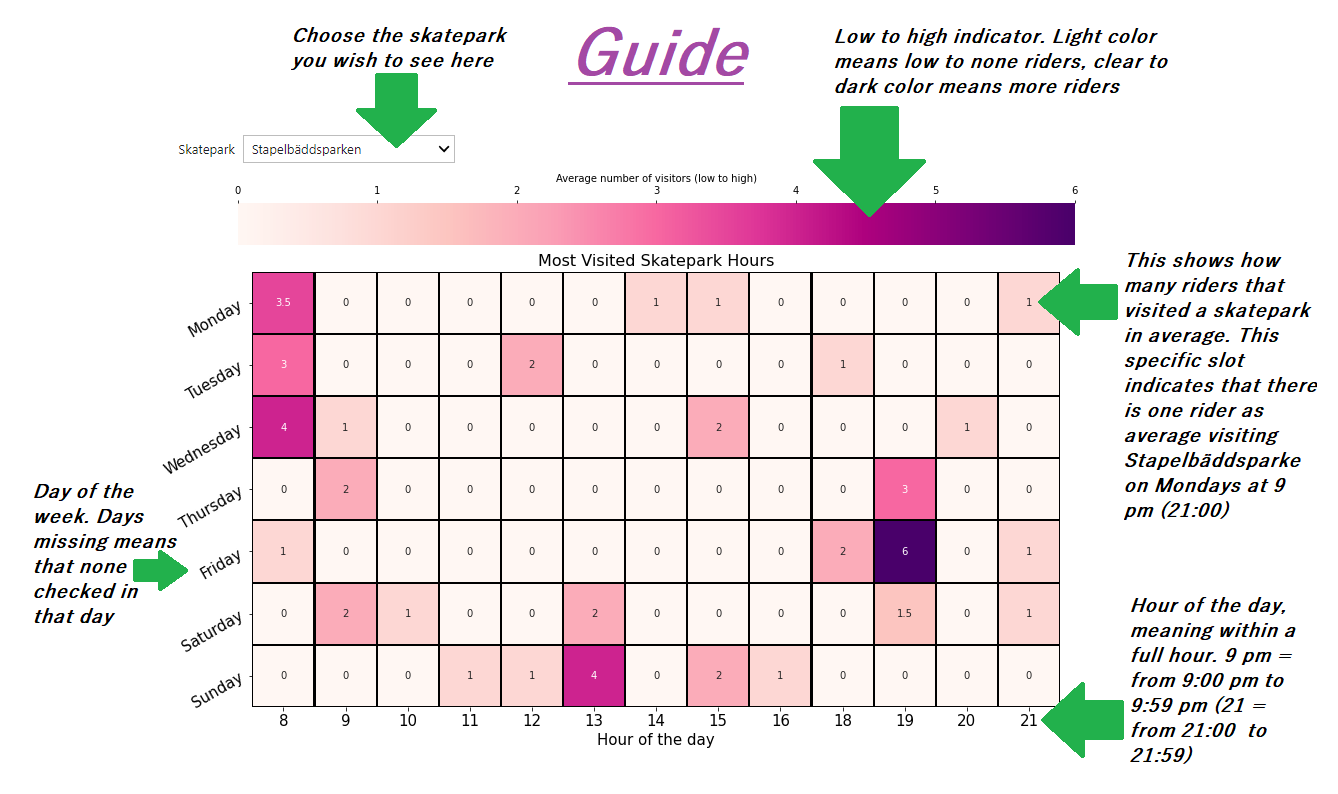 Choose the skatepark
you wish to see here
Guide
Low to high indicator. Light color
means low to none riders, clear to
dark color means more riders
Skatepark Stapelbäddsparken
Average number of visitors (low to high)
0 1 2 3 4 5 6
Most Visited Skatepark Hours
Monday 3.5 0 0 0 0 0 1 1 0 0 0 0 1
Tuesday 3 0 0 0 2 0 0 0 0 1 0 0 0
Wednesday 4 1 0 0 0 0 0 2 0 0 0 1 0
Thursday 0 2 0 0 0 0 0 0 0 0 3 0 0
Friday 1 0 0 0 0 0 0 0 0 2 6 0 1
Saturday 0 2 1 0 0 2 0 0 0 0 1.5 0 1
Sunday 0 0 0 1 1 4 0 2 1 0 0 0 0
8 9 10 11 12 13 14 15 16 18 19 20 21
Hour of the day
This shows how
many riders that
visited a skatepark
in average. This
specific slot
indicates that there
is one rider as
average visiting
Stapelbäddsparke
on Mondays at 9
pm (21:00)
Day of the
week. Days
missing means
that none
checked in
that day
Hour of the day,
meaning within a
full hour. 9 pm =
from 9:00 pm to
9:59 pm (21 =
from 21:00 to
21:59)